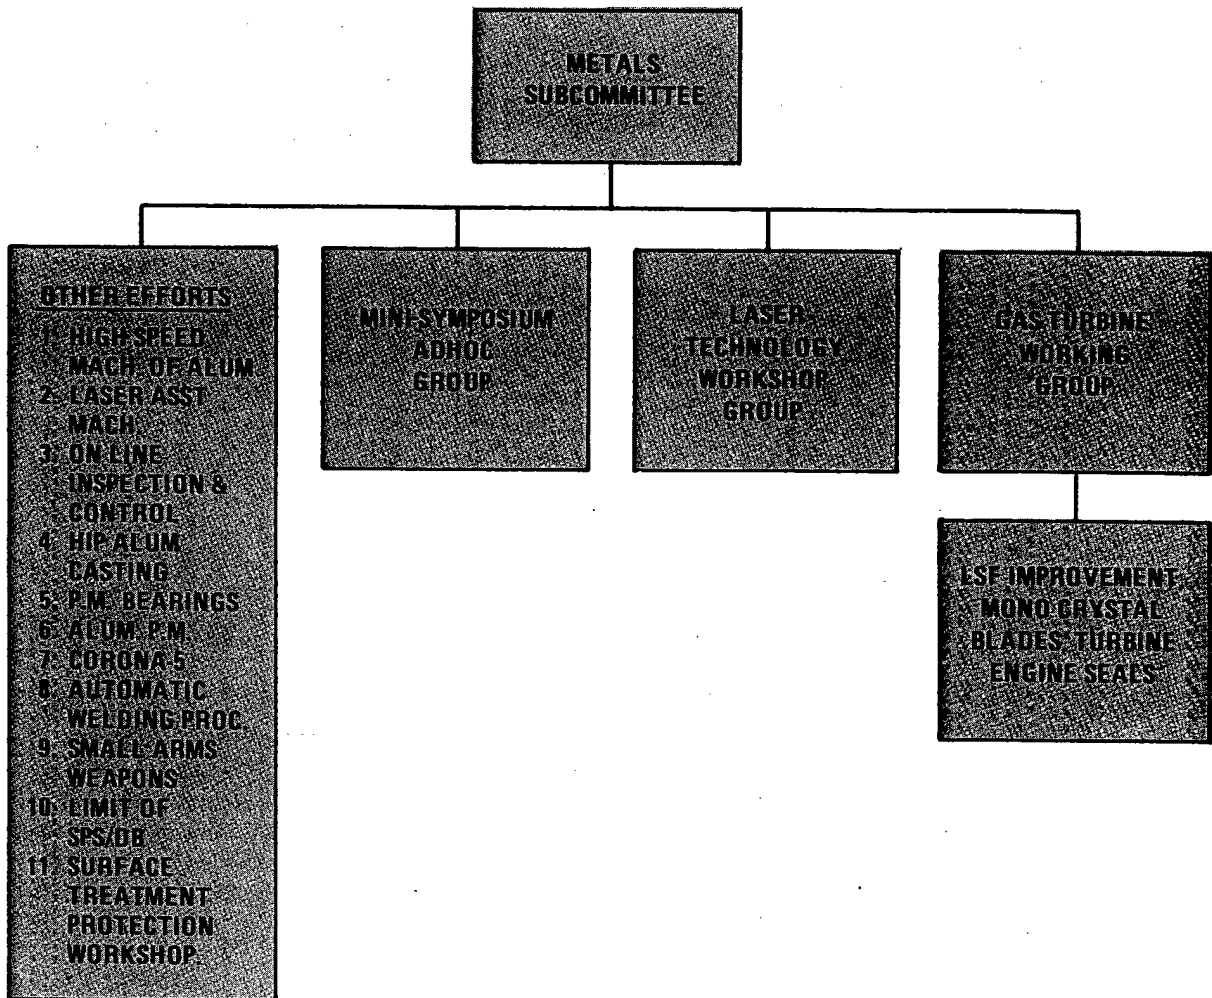 METALS
SUBCOMMITTEE
OTHER EFFORTS
1. HIGH SPEED
MACH. OF ALUM
2. LASER ASST
MACH.
3. ON LINE
INSPECTION &
CONTROL
4. HIP ALUM
CASTING
5. P.M. BEARINGS
6. ALUM. P.M.
7. CORONA 5
8. AUTOMATIC
WELDING PROC.
9. SMALL ARMS
WEAPONS
10. LIMIT OF
SPS/DB
11. SURFACE
TREATMENT
PROTECTION
WORKSHOP.
MINI-SYMPOSIUM
ADHOC
GROUP
LASER
TECHNOLOGY
WORKSHOP
GROUP
GAS TURBINE
WORKING
GROUP
LSF IMPROVEMENT
MONO CRYSTAL
BLADES, TURBINE
ENGINE SEALS